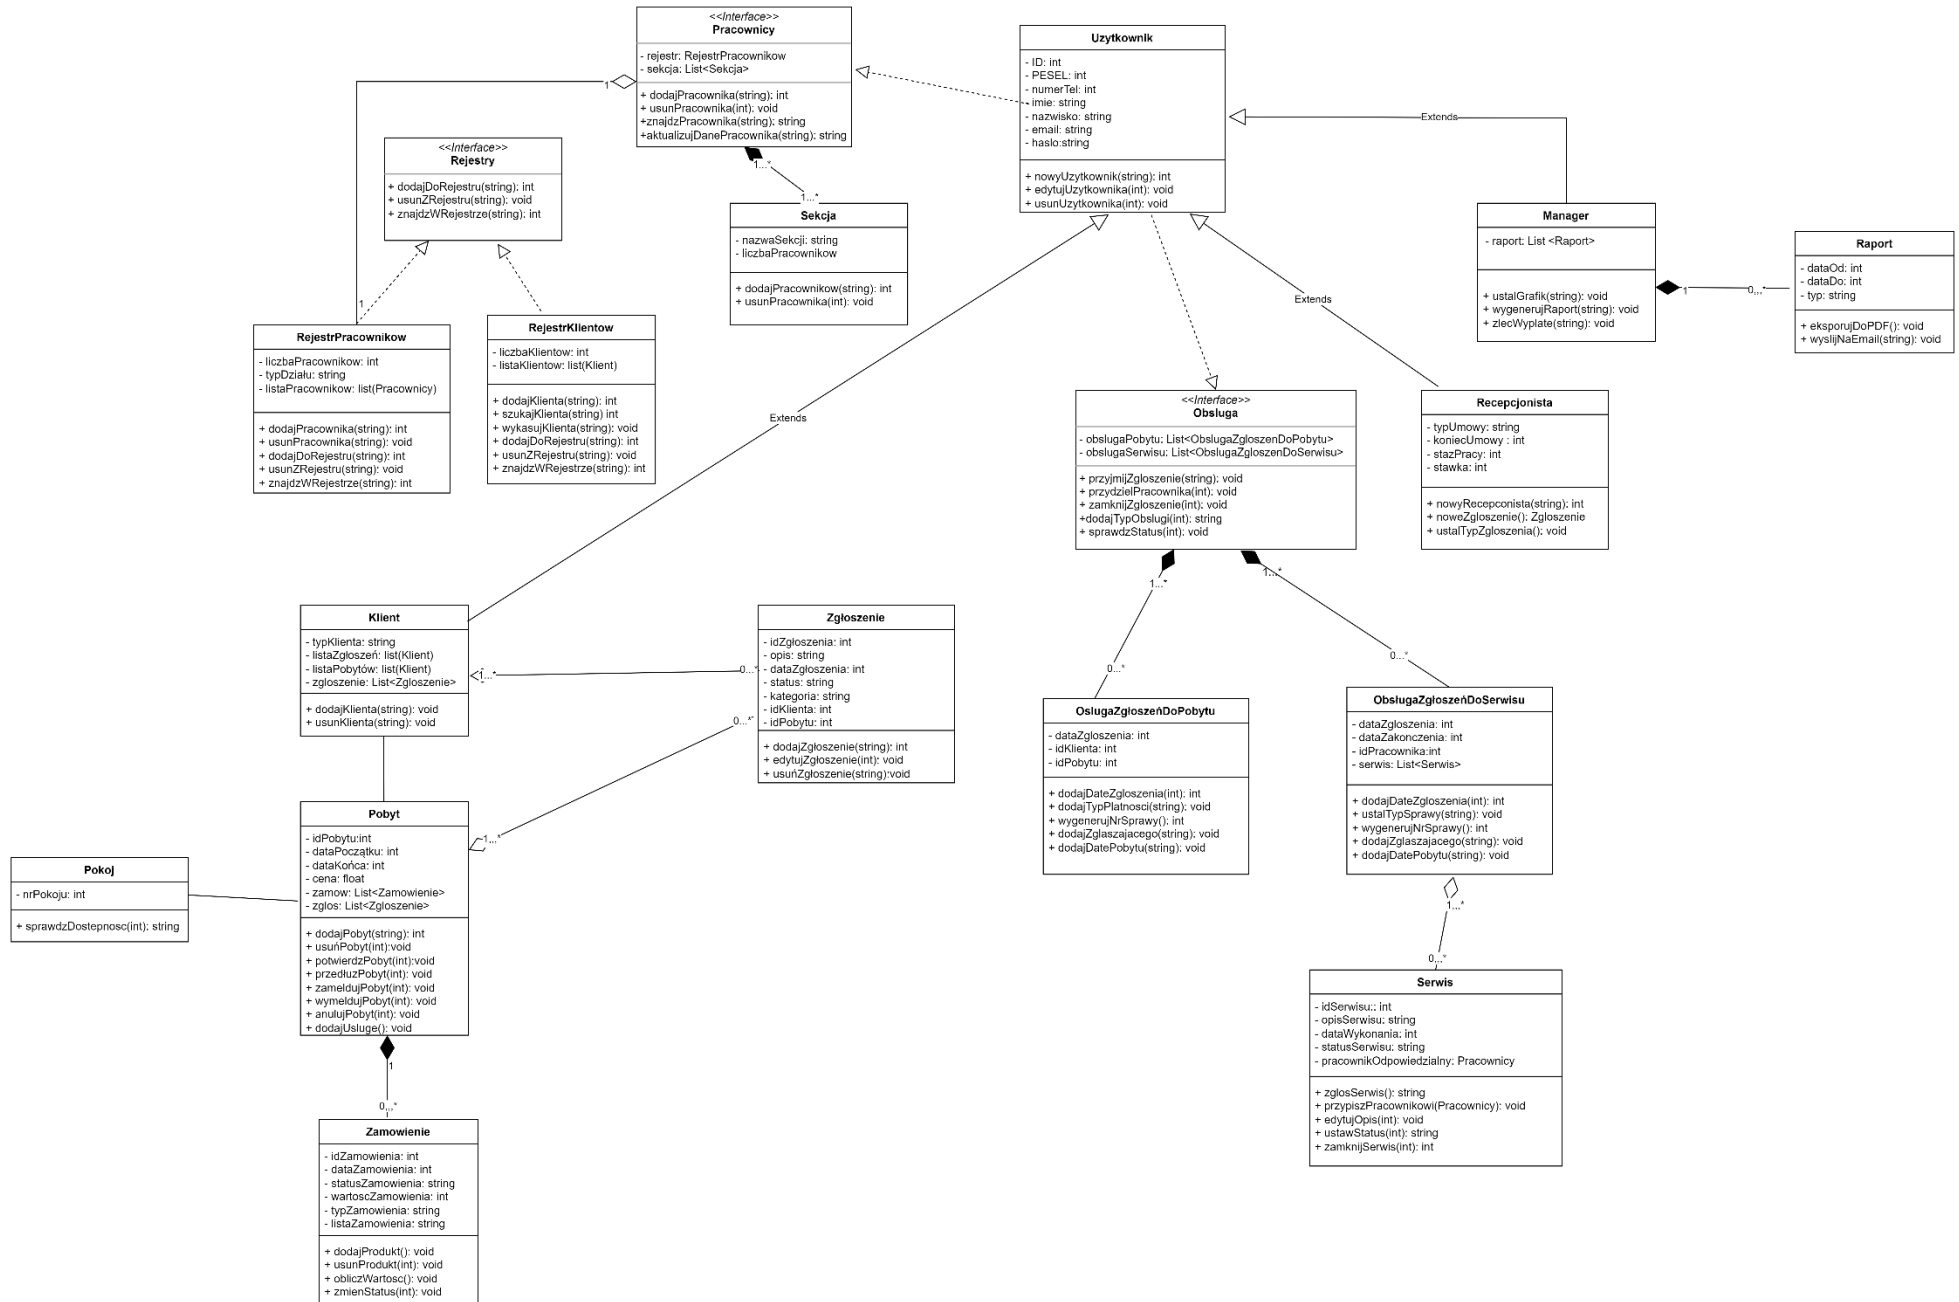 <<Interface>>
Pracownicy
- rejestr: RejestrPracownikow
- sekcja: List<Sekcja>
+ dodajPracownika(string): int
+ usunPracownika(int): void
+znajdzPracownika(string): string
+aktualizujDanePracownika(string): string
1
1...*
1...*
<<Interface>>
Rejestry
+ dodajDoRejestru(string): int
+ usunZRejestru(string): void
+ znajdzWRejestrze(string): int
1
Sekcja
- nazwaSekcji: string
- liczbaPracownikow
+ dodajPracownikow(string): int
+ usunPracownika(int): void
Uzytkownik
- ID: int
- PESEL: int
- numerTel: int
- imie: string
- nazwisko: string
- email: string
- haslo:string
+ nowyUzytkownik(string): int
+ edytujUzytkownika(int): void
+ usunUzytkownika(int): void
Extends
Manager
- raport: List <Raport>
+ ustalGrafik(string): void
+ wygenerujRaport(string): void
+ zlecWyplate(string): void
1
0,,,*
Raport
- dataOd: int
- dataDo: int
- typ: string
+ eksporujDoPDF(): void
+ wyslijNaEmail(string): void
RejestrPracownikow
- liczbaPracownikow: int
- typDziału: string
- listaPracownikow: list(Pracownicy)
+ dodajPracownika(string): int
+ usunPracownika(string): void
+ dodajDoRejestru(string): int
+ usunZRejestru(string): void
+ znajdzWRejestrze(string): int
RejestrKlientow
- liczbaKlientow: int
- listaKlientow: list(Klient)
+ dodajKlienta(string): int
+ szukajKlienta(string) int
+ wykasujKlienta(string): void
+ dodajDoRejestru(string): int
+ usunZRejestru(string): void
+ znajdzWRejestrze(string): int
Extends
Extends
<<Interface>>
Obsluga
- obslugaPobytu: List<ObslugaZgloszenDoPobytu>
- obslugaSerwisu: List<ObslugaZgloszenDoSerwisu>
+ przyjmijZgloszenie(string): void
+ przydzielPracownika(int): void
+ zamknijZgloszenie(int): void
+dodajTypObslugi(int): string
+ sprawdzStatus(int): void
Recepcjonista
- typUmowy: string
- koniecUmowy : int
- stazPracy: int
- stawka: int
+ nowyRecepconista(string): int
+ noweZgloszenie(): Zgloszenie
+ ustalTypZgloszenia(): void
1...*
1...*
0...*
0...*
Klient
- typKlienta: string
- listaZgłoszeń: list(Klient)
- listaPobytów: list(Klient)
- zgloszenie: List<Zgloszenie>
+ dodajKlienta(string): void
+ usunKlienta(string): void
1...*
0...*
0...*
Zgłoszenie
- idZgłoszenia: int
- opis: string
- dataZgłoszenia: int
- status: string
- kategoria: string
- idKlienta: int
- idPobytu: int
+ dodajZgłoszenie(string): int
+ edytujZgłoszenie(int): void
+ usuńZgłoszenie(string):void
OslugaZgłoszeńDoPobytu
- dataZgloszenia: int
- idKlienta: int
- idPobytu: int
+ dodajDateZgloszenia(int): int
+ dodajTypPlatnosci(string): void
+ wygenerujNrSprawy(): int
+ dodajZglaszajacego(string): void
+ dodajDatePobytu(string): void
ObsługaZgłoszeńDoSerwisu
- dataZgloszenia: int
- dataZakonczenia: int
- idPracownika:int
- serwis: List<Serwis>
+ dodajDateZgloszenia(int): int
+ ustalTypSprawy(string): void
+ wygenerujNrSprawy(): int
+ dodajZglaszajacego(string): void
+ dodajDatePobytu(string): void
Pobyt
- idPobytu:int
- dataPoczątku: int
- dataKońca: int
- cena: float
- zamow: List<Zamowienie>
- zglos: List<Zgloszenie>
+ dodajPobyt(string): int
+ usuńPobyt(int):void
+ potwierdzPobyt(int):void
+ przedłuzPobyt(int): void
+ zameldujPobyt(int): void
+ wymeldujPobyt(int): void
+ anulujPobyt(int): void
+ dodajUsluge(): void
1,,,*
Pokoj
- nrPokoju: int
+ sprawdzDostepnosc(int): string
1,,,*
0,,,*
Serwis
- idSerwisu:: int
- opisSerwisu: string
- dataWykonania: int
- statusSerwisu: string
- pracownikOdpowiedzialny: Pracownicy
+ zglosSerwis(): string
+ przypiszPracownikowi(Pracownicy): void
+ edytujOpis(int): void
+ ustawStatus(int): string
+ zamknijSerwis(int): int
1
0,,,*
Zamowienie
- idZamowienia: int
- dataZamowienia: int
- statusZamowienia: string
- wartoscZamowienia: int
- typZamowienia: string
- listaZamowienia: string
+ dodajProdukt(): void
+ usunProdukt(int): void
+ obliczWartosc(): void
+ zmienStatus(int): void